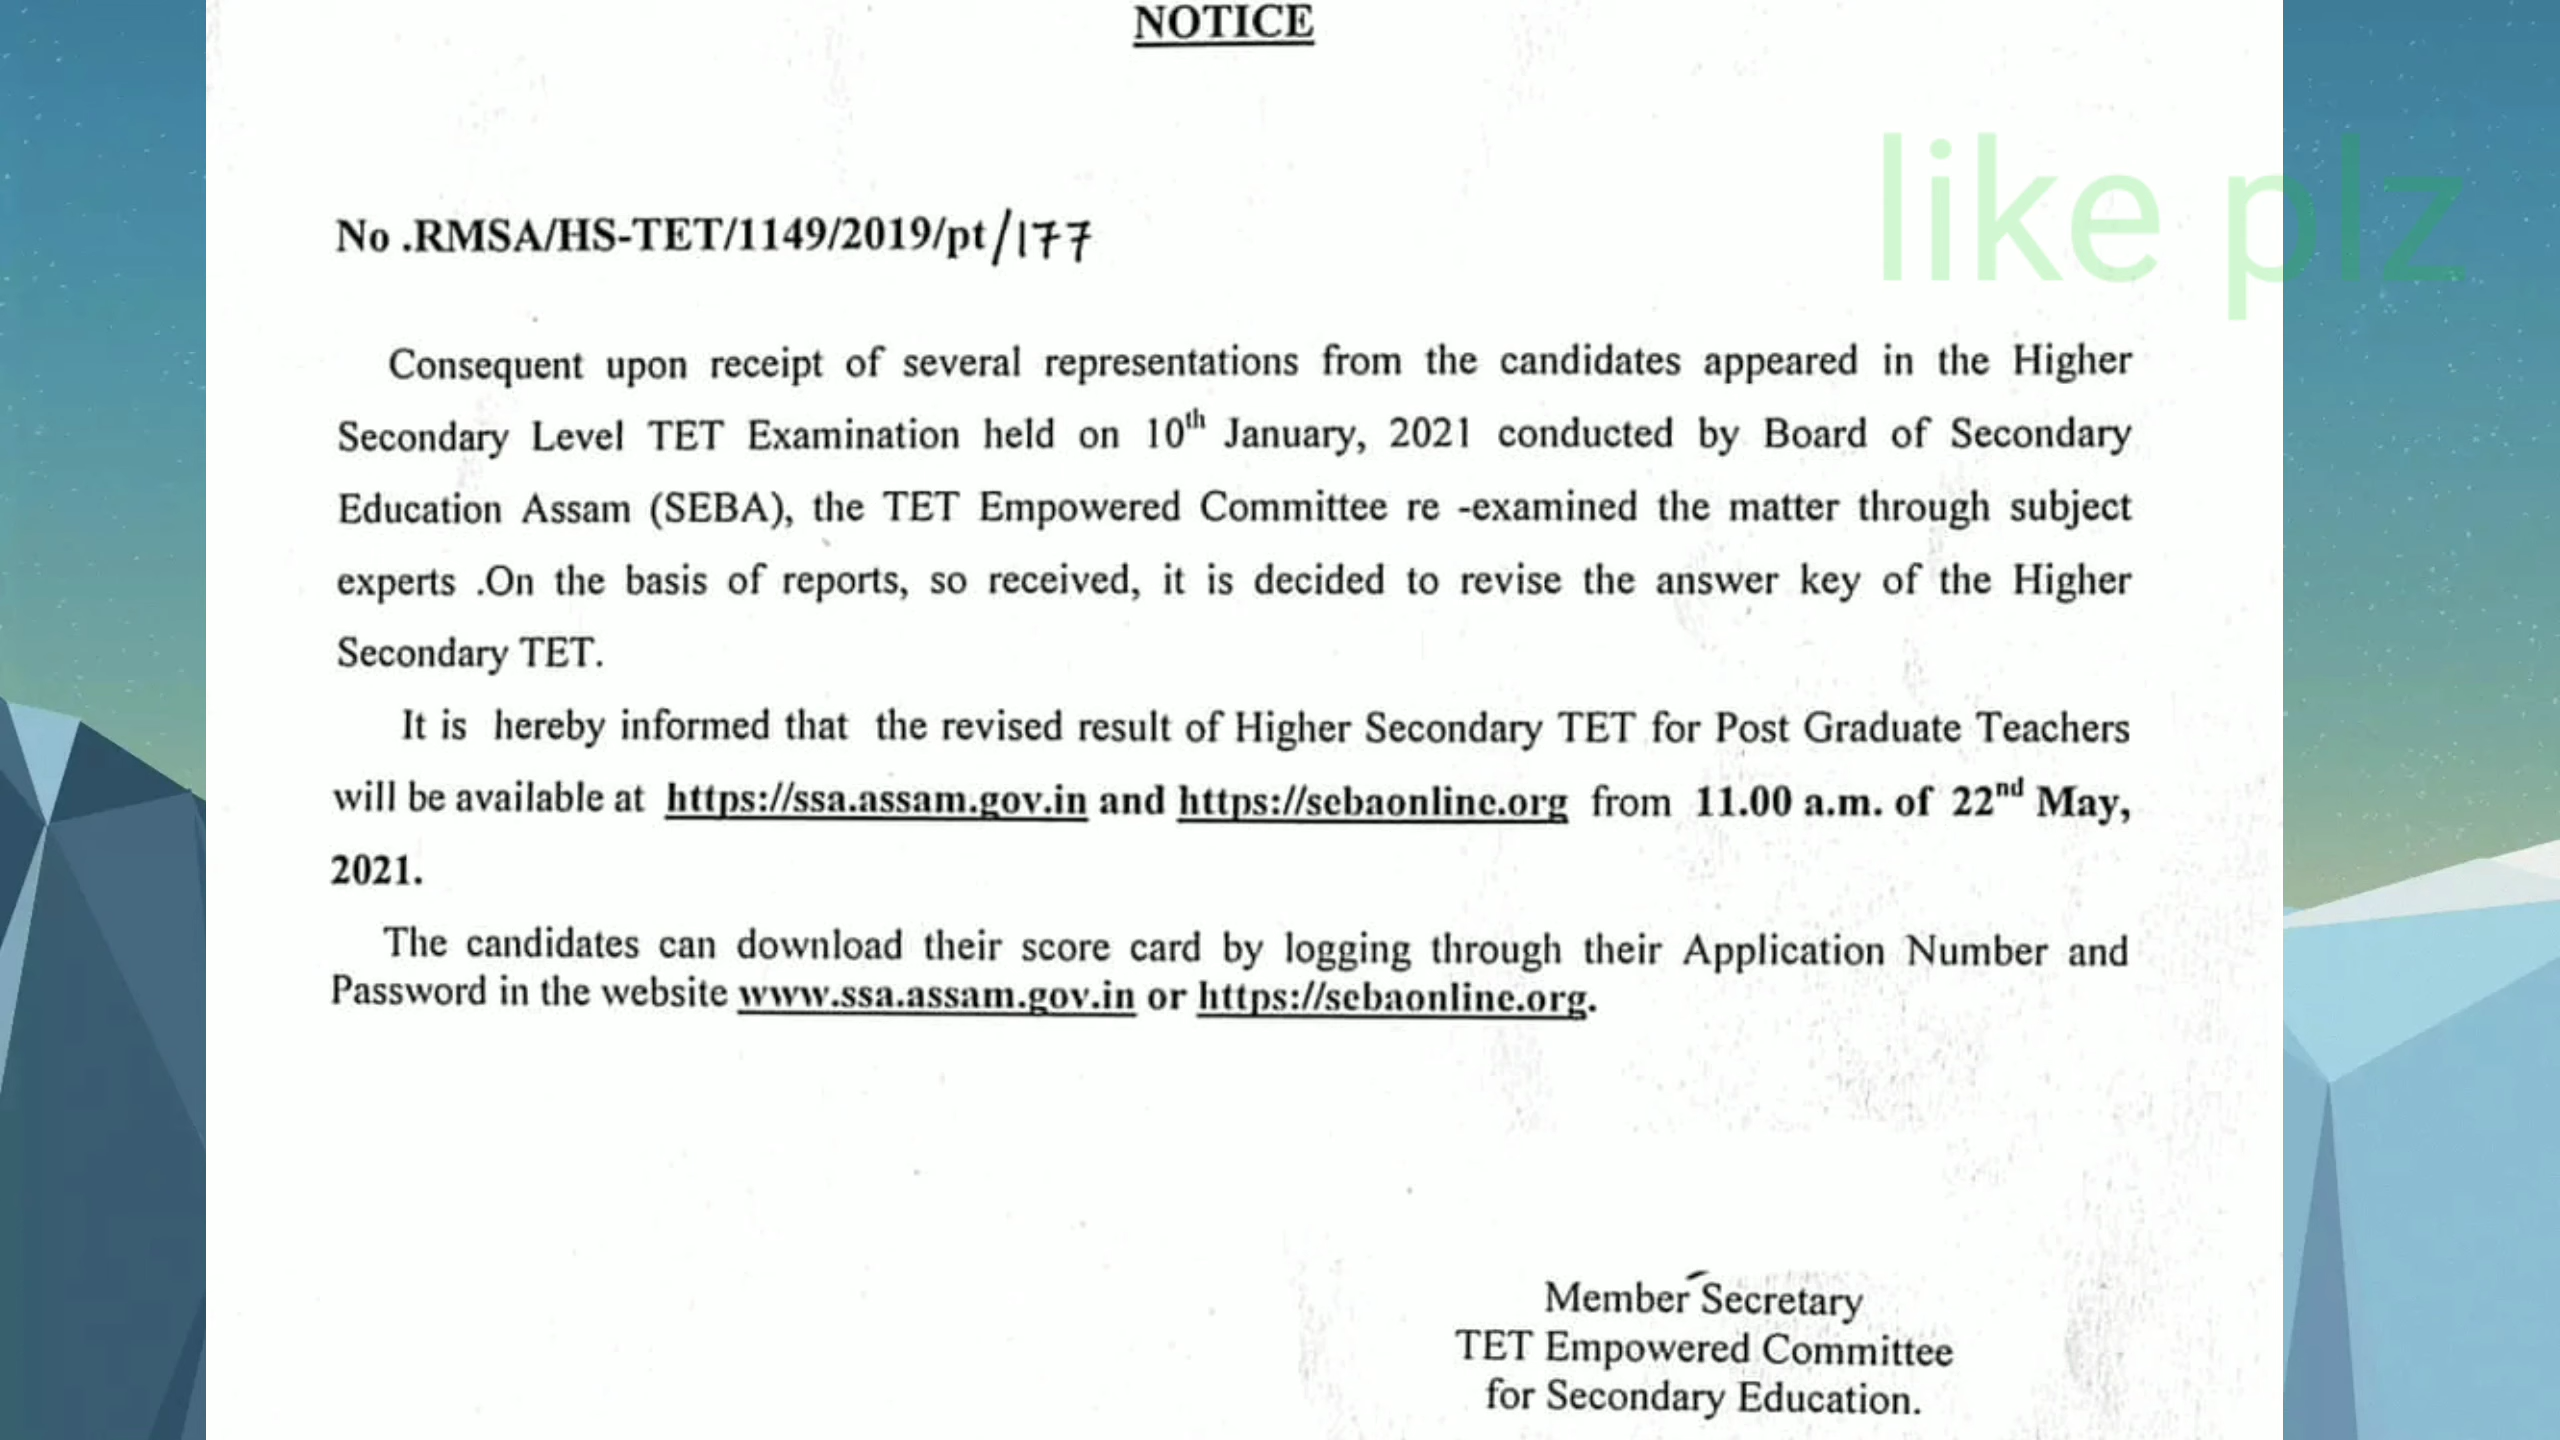 NOTICE
like plz
No .RMSA/HS-TET/1149/2019/pt/177
Consequent upon receipt of several representations from the candidates appeared in the Higher
Secondary Level TET Examination held on 10th January, 2021 conducted by Board of Secondary
Education Assam (SEBA), the TET Empowered Committee re -examined the matter through subject
experts .On the basis of reports, so received, it is decided to revise the answer key of the Higher
Secondary TET.
It is hereby informed that the revised result of Higher Secondary TET for Post Graduate Teachers
will be available at https://ssa.assam.gov.in and https://sebaonline.org from 11.00 a.m. of 22nd May,
2021.
The candidates can download their score card by logging through their Application Number and
Password in the website www.ssa.assam.gov.in or https://sebaonline.org.
Member Secretary
TET Empowered Committee
for Secondary Education.